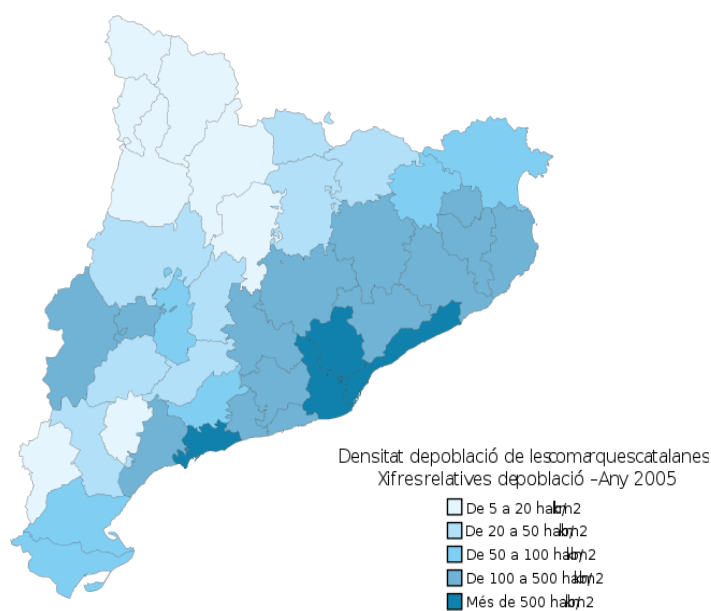 Densitat depoblació de lescomarquescatalanes
Xifresrelatives depoblació –Any 2005
De 5 a 20 hab/km2
De 20 a 50 hab/km2
De 50 a 100 hab/km2
De 100 a 500 hab/km2
Més de 500 hab/km2